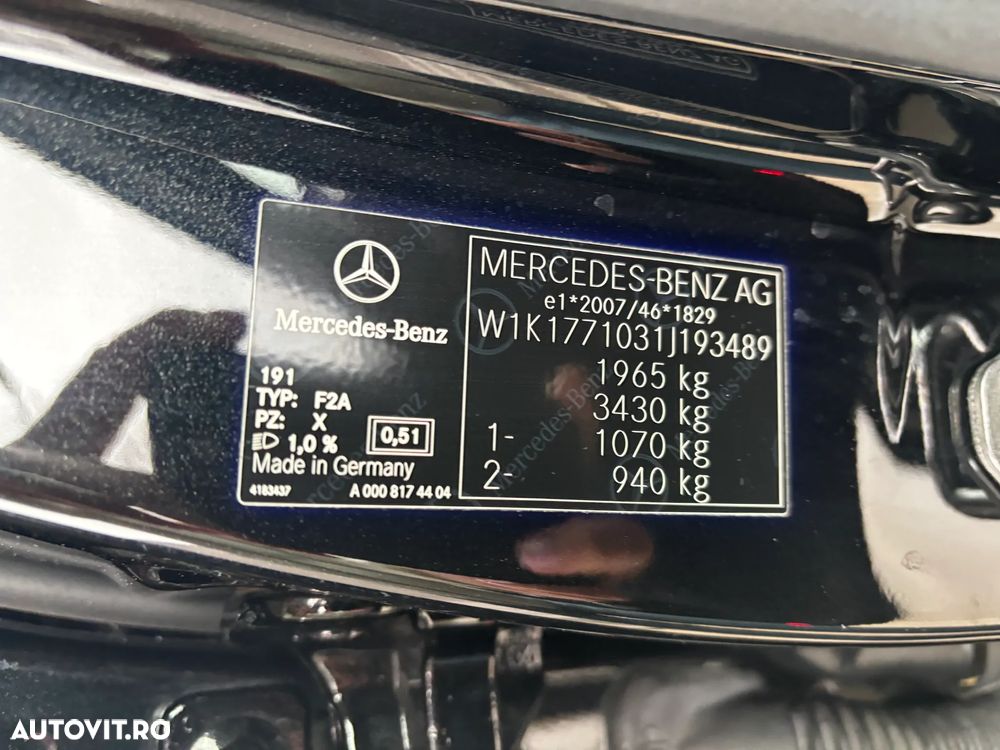 Mercedes-Benz
191
TYP: F2A
PZ: X
1,0 %
0,51
Made in Germany
4183437
A 000 817 44 04
MERCEDES-BENZ AG
e1*2007/46*1829
W1K1771031J193489
1965 kg
3430 kg
1- 1070 kg
2- 940 kg
AUTOVIT.RO